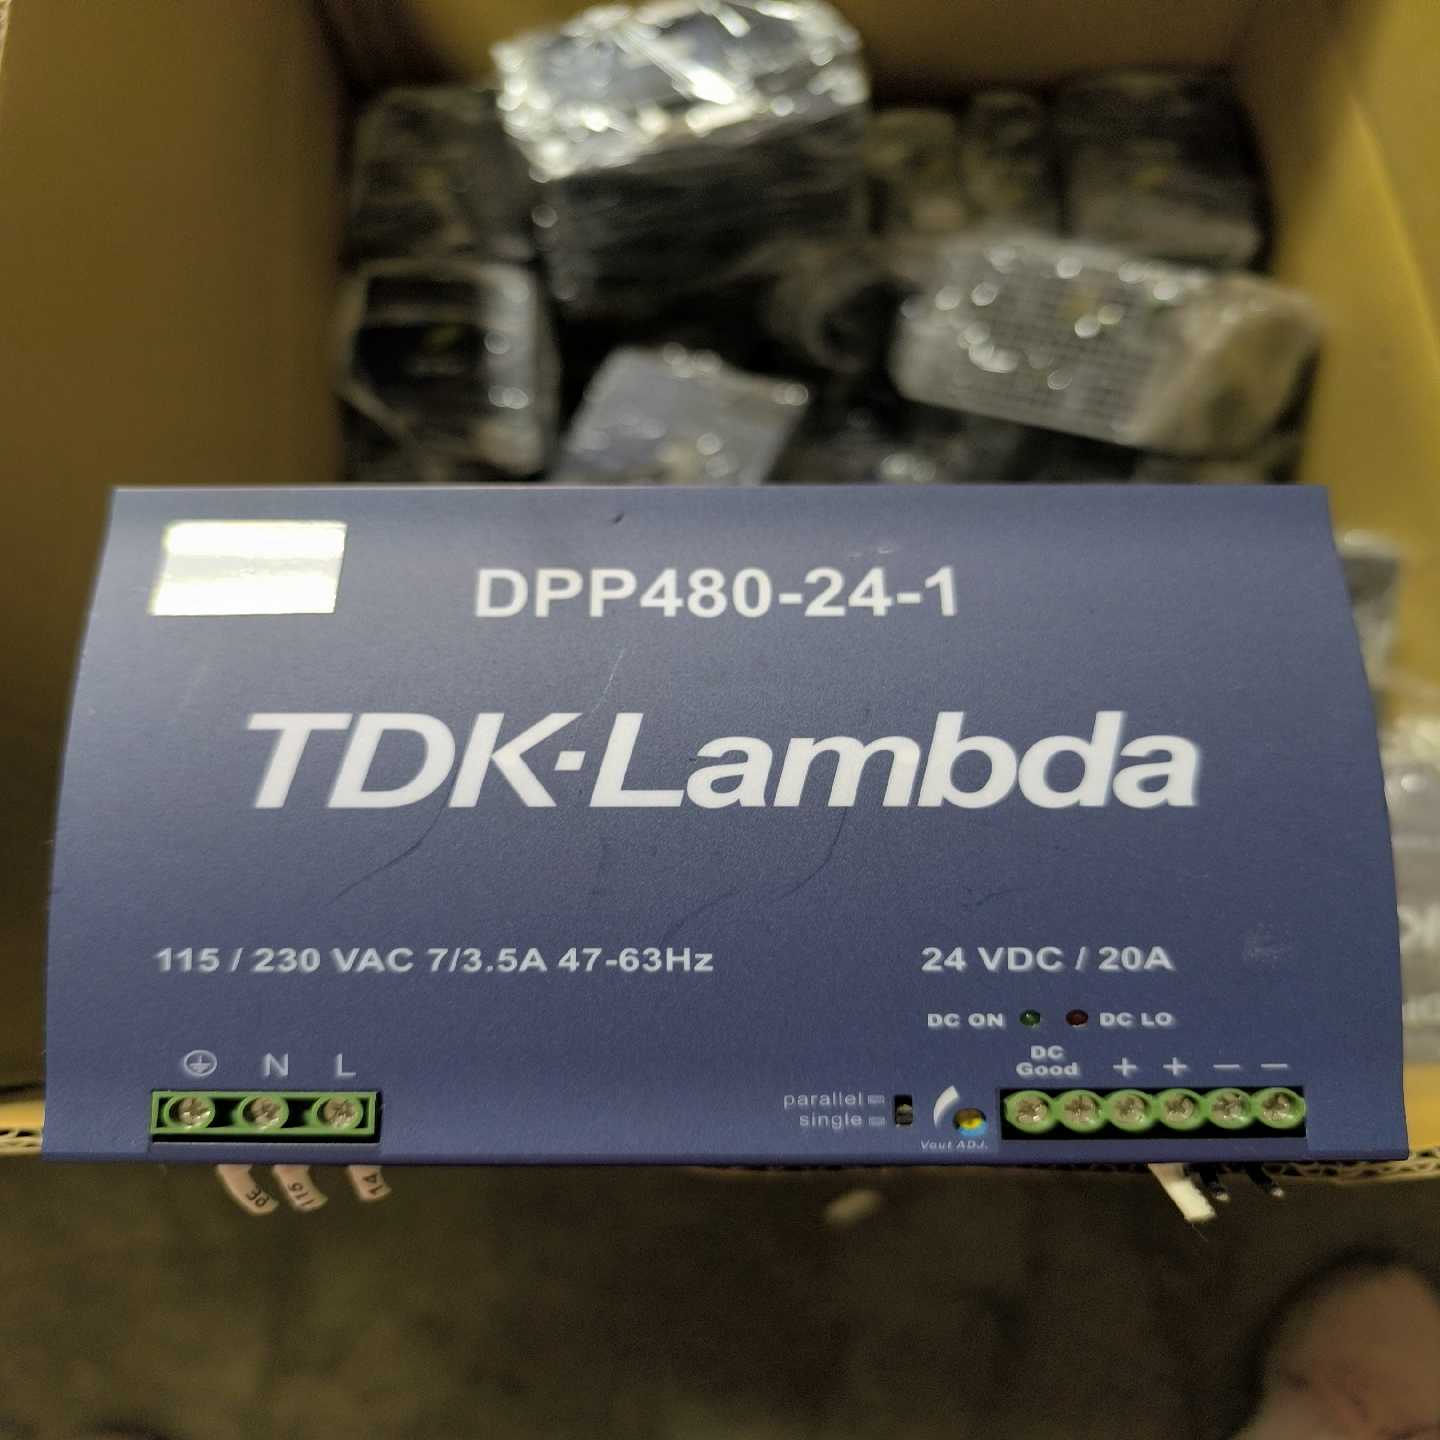 DPP480-24-1
TDK·Lambda
115 / 230 VAC 7/3.5A 47-63Hz
24 VDC / 20A
DC ON DC LO
N L
DC
Good + + − −
parallel
single
Vout ADJ.
PE 116 14